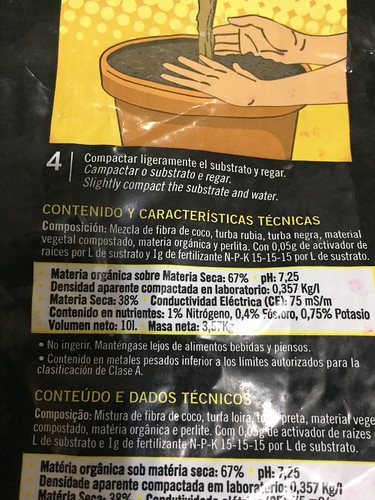 4
Compactar ligeramente el substrato y regar.
Campactar o substrato e regar.
Slightly compact the substrate and water.
CONTENIDO Y CARACTERÍSTICAS TÉCNICAS
Composición: Mezcla de fibra de coco, turba rubia, turba negra, material
vegetal compostado, materia orgánica y perlita. Con 0,05g de activador de
raíces por L de sustrato y 1g de fertilizante N-P-K 15-15-15 por L de sustrato.
Materia orgánica sobre Materia Seca: 67% pH: 7,25
Densidad aparente compactada en laboratorio: 0,357 Kg/l
Materia Seca: 38% Conductividad Eléctrica (CE): 75 mS/m
Contenido en nutrientes: 1% Nitrógeno, 0,4% Fósforo, 0,75% Potasio
Volumen neto: 10l. Masa neta: 3,57Kg
• No ingerir. Manténgase lejos de alimentos bebidas y piensos.
• Contenido en metales pesados inferior a los límites autorizados para la
clasificación de Clase A.
CONTEÚDO E DADOS TÉCNICOS
Composição: Mistura de fibra de coco, turfa loira, preta, material vege
compostado, matéria orgânica e perlite. Com 0,05g de activador de raízes
L de substrato e 1g de fertilizante N-P-K 15-15-15 por L de substrato.
Matéria orgânica sob matéria seca: 67% pH: 7,25
Densidade aparente compactada em laboratério: 0,357 Kg/l
Matéria Seca: 38%